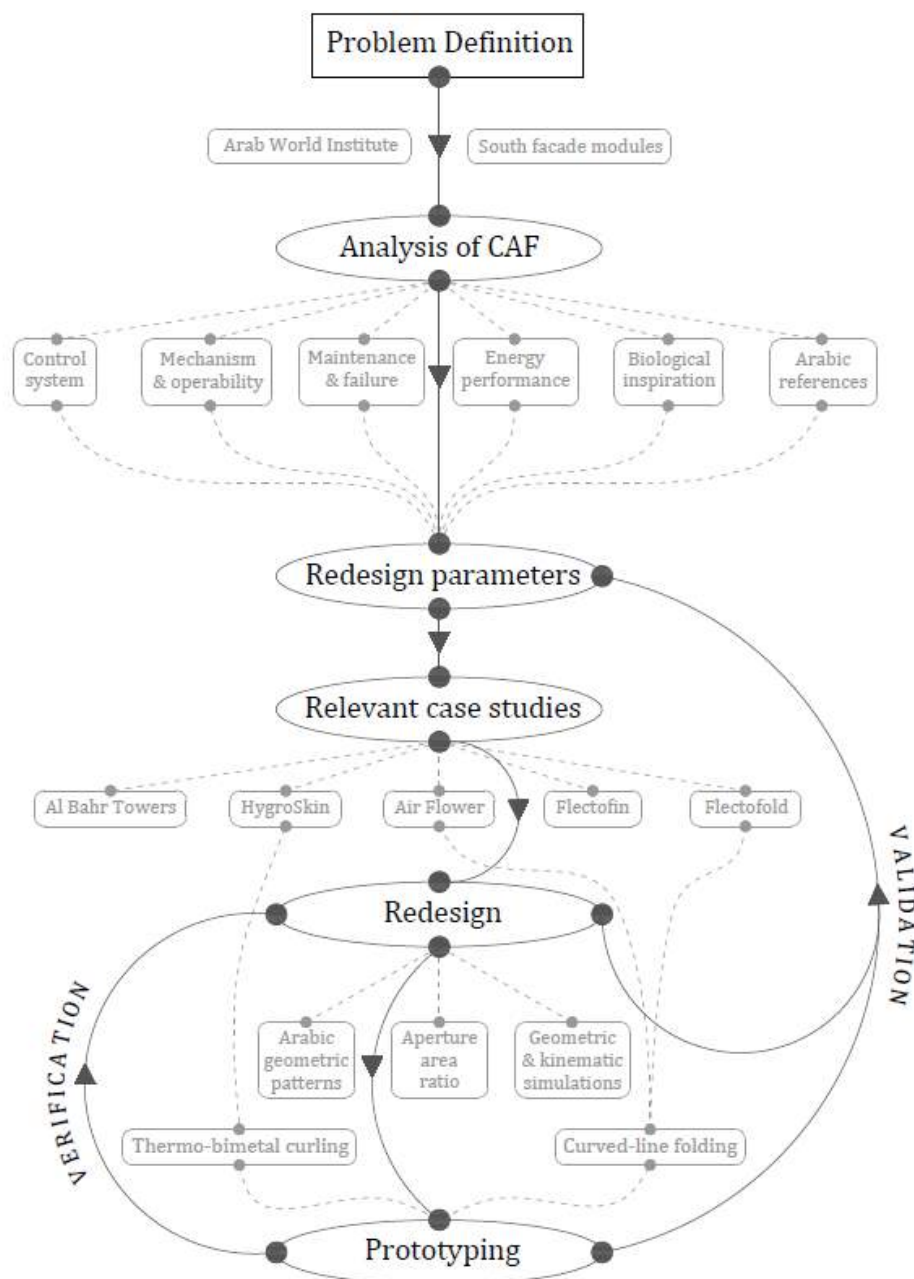 Problem Definition
Arab World Institute
South facade modules
Analysis of CAF
Control
system
Mechanism
& operability
Maintenance
& failure
Energy
performance
Biological
inspiration
Arabic
references
Redesign parameters
Relevant case studies
Al Bahr Towers
HygroSkin
Air Flower
Flectofin
Flectofold
VALIDATION
Redesign
VERIFICATION
Arabic
geometric
patterns
Aperture
area
ratio
Geometric
& kinematic
simulations
Thermo-bimetal curling
Curved-line folding
Prototyping